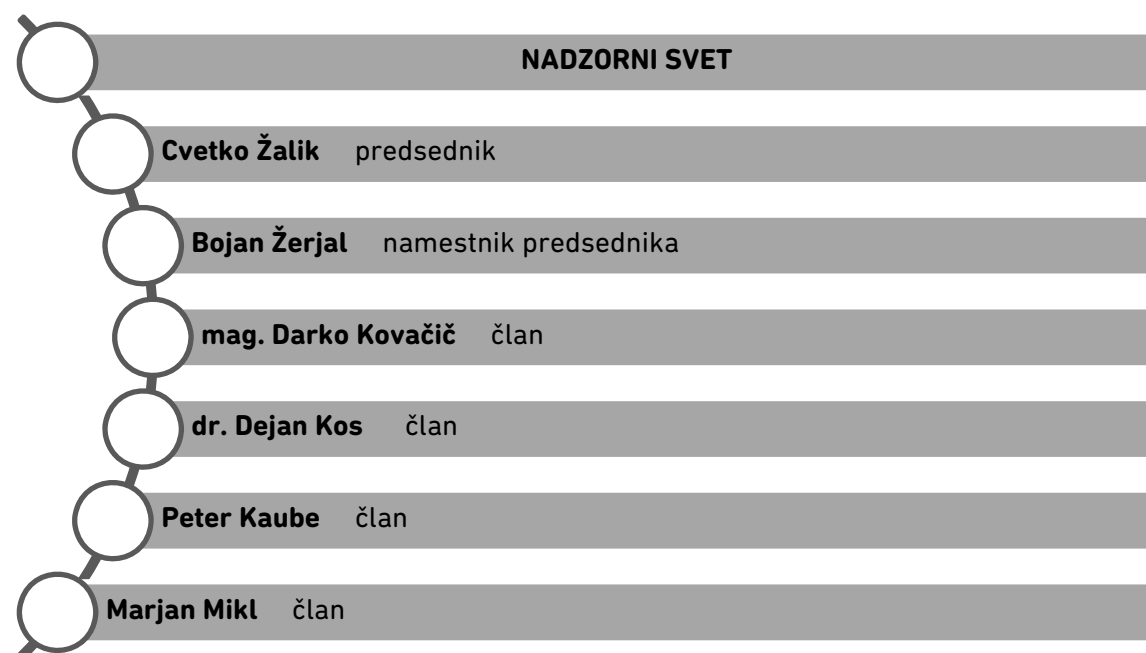 NADZORNI SVET
Cvetko Žalik predsednik
Bojan Žerjal namestnik predsednika
mag. Darko Kovačič član
dr. Dejan Kos član
Peter Kaube član
Marjan Mikl član